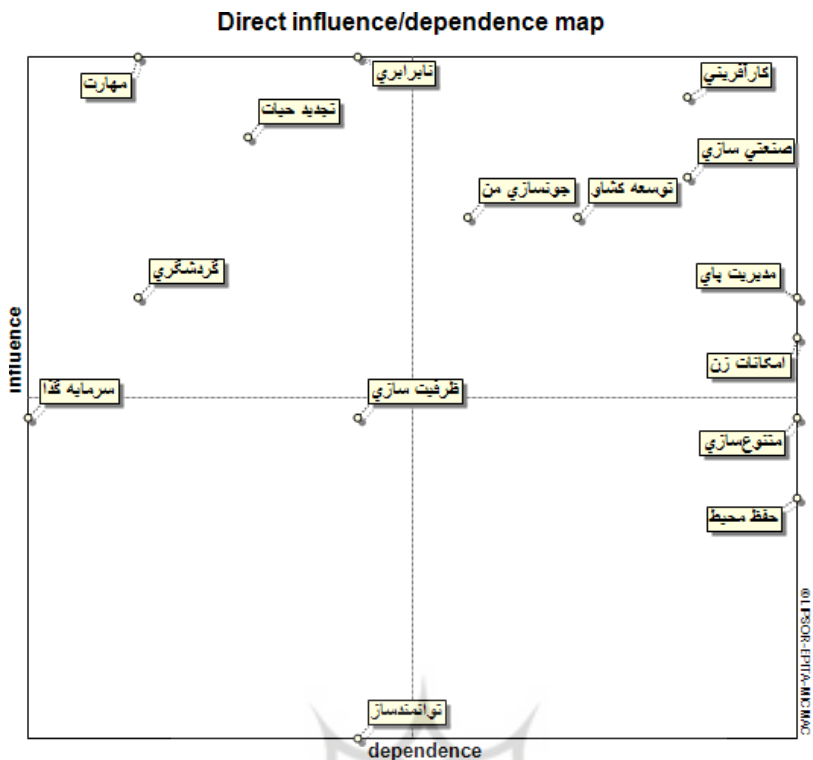 Direct influence/dependence map
مهارت
نابرابري
كارآفريني
تجديد حيات
صنعتي سازي
جونسازي من
توسعه كشاو
گردشگري
مديريت پاي
امكانات زن
سرمايه گذا
ظرفيت سازي
متنوع‌سازي
حفظ محيط
توانمندساز
influence
dependence
© LIPSOR-EPITA-MICMAC